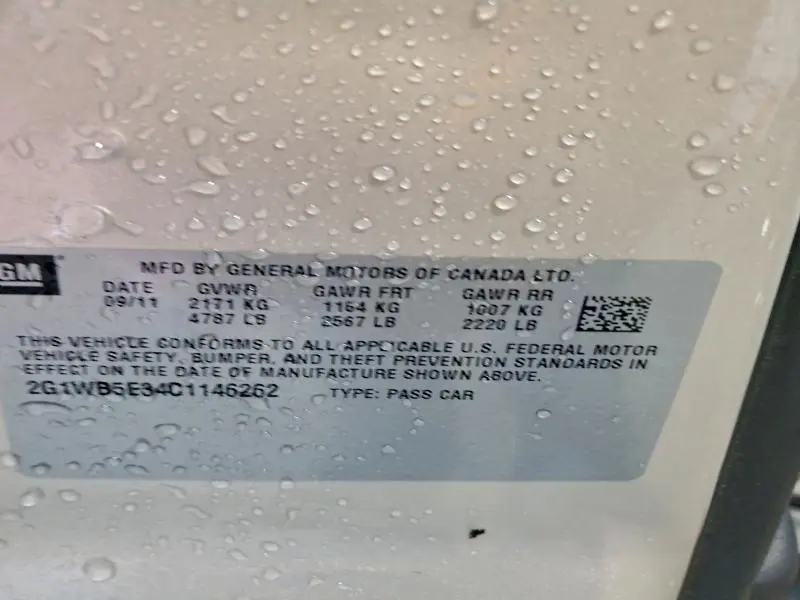 GM
MFD BY GENERAL MOTORS OF CANADA LTO.
DATE GVWR GAWR FRT GAWR RR
09/11 2171 KG 1164 KG 1007 KG
4787 LB 2567 LB 2220 LB
THIS VEHICLE CONFORMS TO ALL APPLICABLE U.S. FEDERAL MOTOR
VEHICLE SAFETY, BUMPER, AND THEFT PREVENTION STANDARDS IN
EFFECT ON THE DATE OF MANUFACTURE SHOWN ABOVE.
2G1WB5E34C1146262 TYPE: PASS CAR